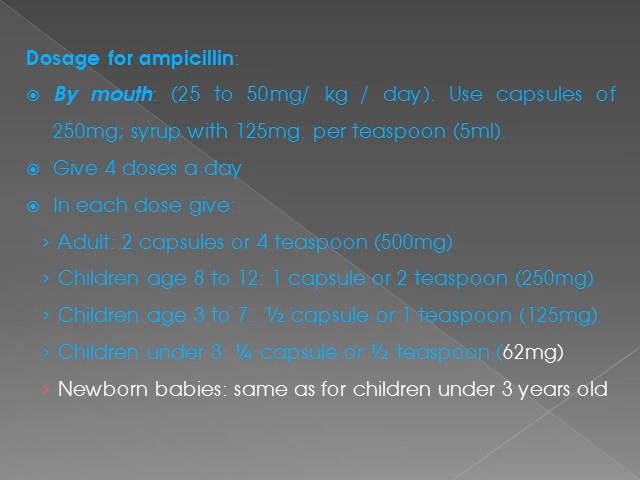 Dosage for ampicillin:
By mouth: (25 to 50mg/ kg / day). Use capsules of
250mg; syrup with 125mg. per teaspoon (5ml).
Give 4 doses a day
In each dose give:
› Adult: 2 capsules or 4 teaspoon (500mg)
› Children age 8 to 12: 1 capsule or 2 teaspoon (250mg)
› Children age 3 to 7: ½ capsule or 1 teaspoon (125mg)
› Children under 3: ¼ capsule or ½ teaspoon (62mg)
› Newborn babies: same as for children under 3 years old